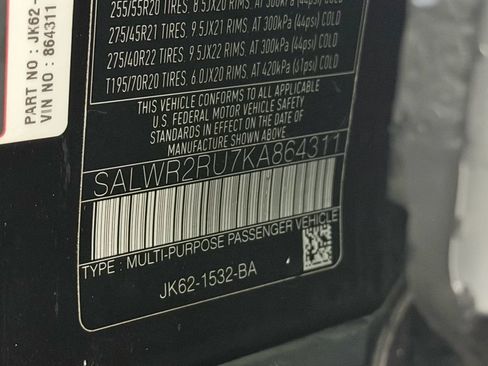 PART NO : JK62-
VIN NO : 864311
255/55R20 TIRES, 8.5JX20 RIMS, AT 300kPa (44psi) COLD
275/45R21 TIRES, 9.5JX21 RIMS, AT 300kPa (44psi) COLD
275/40R22 TIRES, 9.5JX22 RIMS, AT 300kPa (44psi) COLD
T195/70R20 TIRES, 6.0JX20 RIMS, AT 420kPa (61psi) COLD
THIS VEHICLE CONFORMS TO ALL APPLICABLE
U.S. FEDERAL MOTOR VEHICLE SAFETY
STANDARDS IN EFFECT ON THE DATE OF
MANUFACTURE SHOWN ABOVE
SALWR2RU7KA864311
TYPE : MULTI-PURPOSE PASSENGER VEHICLE
JK62-1532-BA